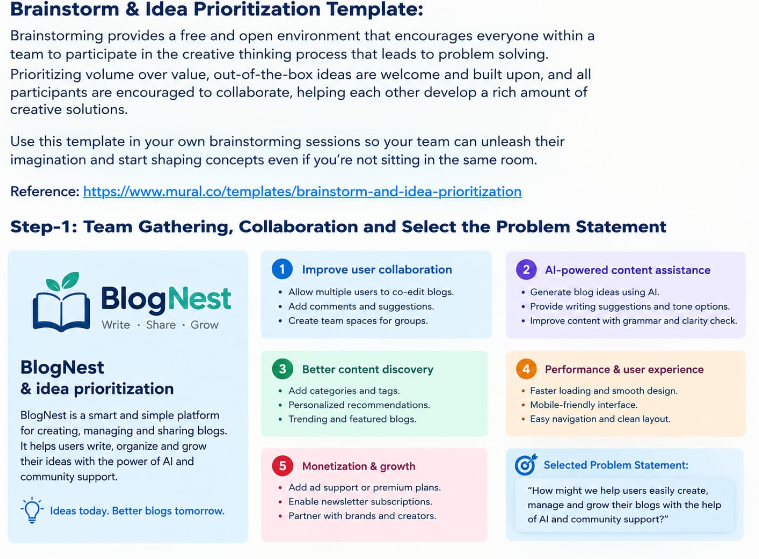 Brainstorm & Idea Prioritization Template:
Brainstorming provides a free and open environment that encourages everyone within a
team to participate in the creative thinking process that leads to problem solving.
Prioritizing volume over value, out-of-the-box ideas are welcome and built upon, and all
participants are encouraged to collaborate, helping each other develop a rich amount of
creative solutions.
Use this template in your own brainstorming sessions so your team can unleash their
imagination and start shaping concepts even if you're not sitting in the same room.
Reference: https://www.mural.co/templates/brainstorm-and-idea-prioritization
Step-1: Team Gathering, Collaboration and Select the Problem Statement
BlogNest
Write · Share · Grow
BlogNest
& idea prioritization
BlogNest is a smart and simple platform
for creating, managing and sharing blogs.
It helps users write, organize and grow
their ideas with the power of AI and
community support.
Ideas today. Better blogs tomorrow.
1 Improve user collaboration
• Allow multiple users to co-edit blogs.
• Add comments and suggestions.
• Create team spaces for groups.
2 AI-powered content assistance
• Generate blog ideas using AI.
• Provide writing suggestions and tone options.
• Improve content with grammar and clarity check.
3 Better content discovery
• Add categories and tags.
• Personalized recommendations.
• Trending and featured blogs.
4 Performance & user experience
• Faster loading and smooth design.
• Mobile-friendly interface.
• Easy navigation and clean layout.
5 Monetization & growth
• Add ad support or premium plans.
• Enable newsletter subscriptions.
• Partner with brands and creators.
Selected Problem Statement:
"How might we help users easily create,
manage and grow their blogs with the help
of AI and community support?"